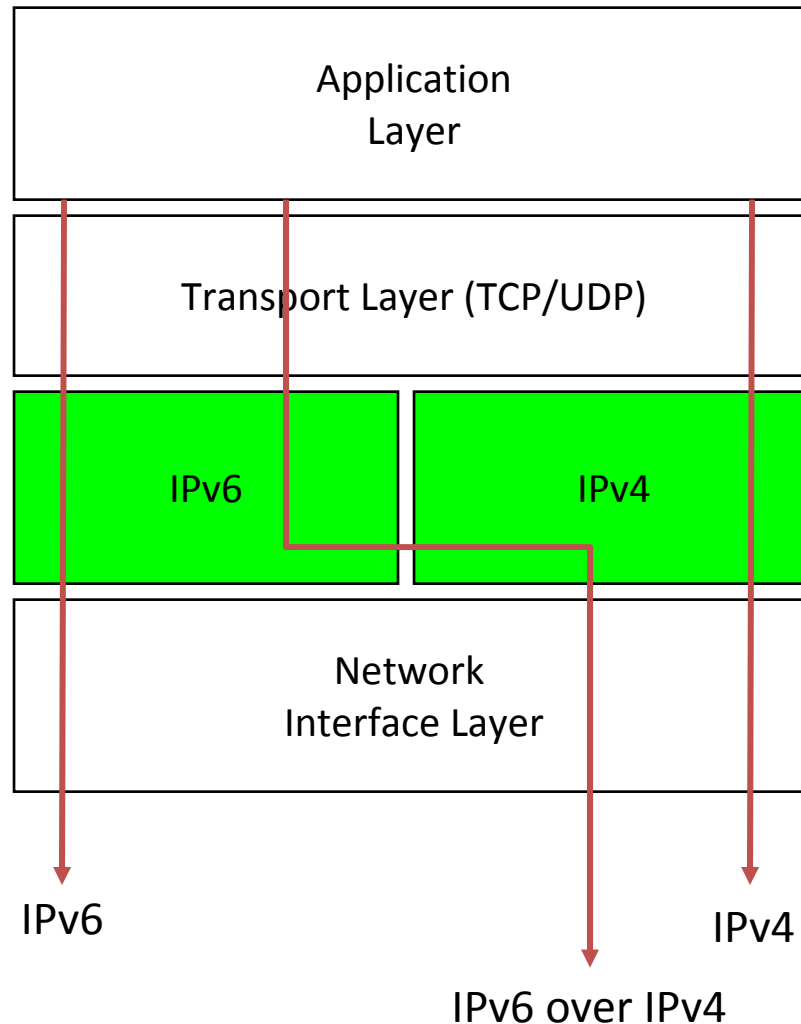 Application
Layer
Transport Layer (TCP/UDP)
IPv6
IPv4
Network
Interface Layer
IPv6
IPv4
IPv6 over IPv4